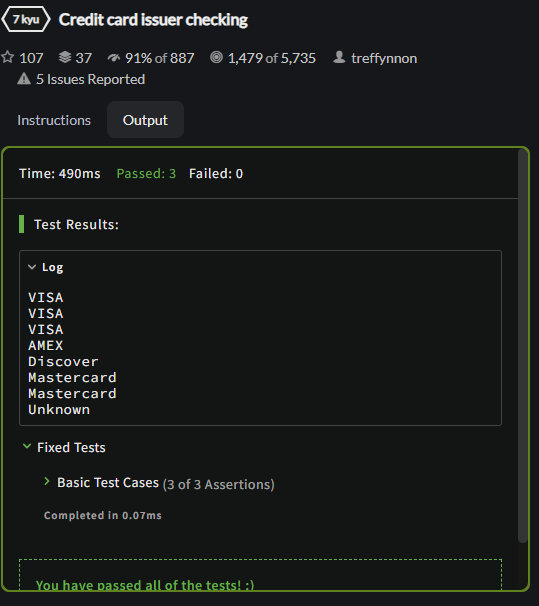 7 kyu Credit card issuer checking
107 37 91% of 887 1,479 of 5,735 treffynnon
5 Issues Reported
Instructions Output
Time: 490ms Passed: 3 Failed: 0
Test Results:
Log
VISA
VISA
VISA
AMEX
Discover
Mastercard
Mastercard
Unknown
Fixed Tests
Basic Test Cases (3 of 3 Assertions)
Completed in 0.07ms
You have passed all of the tests! :)